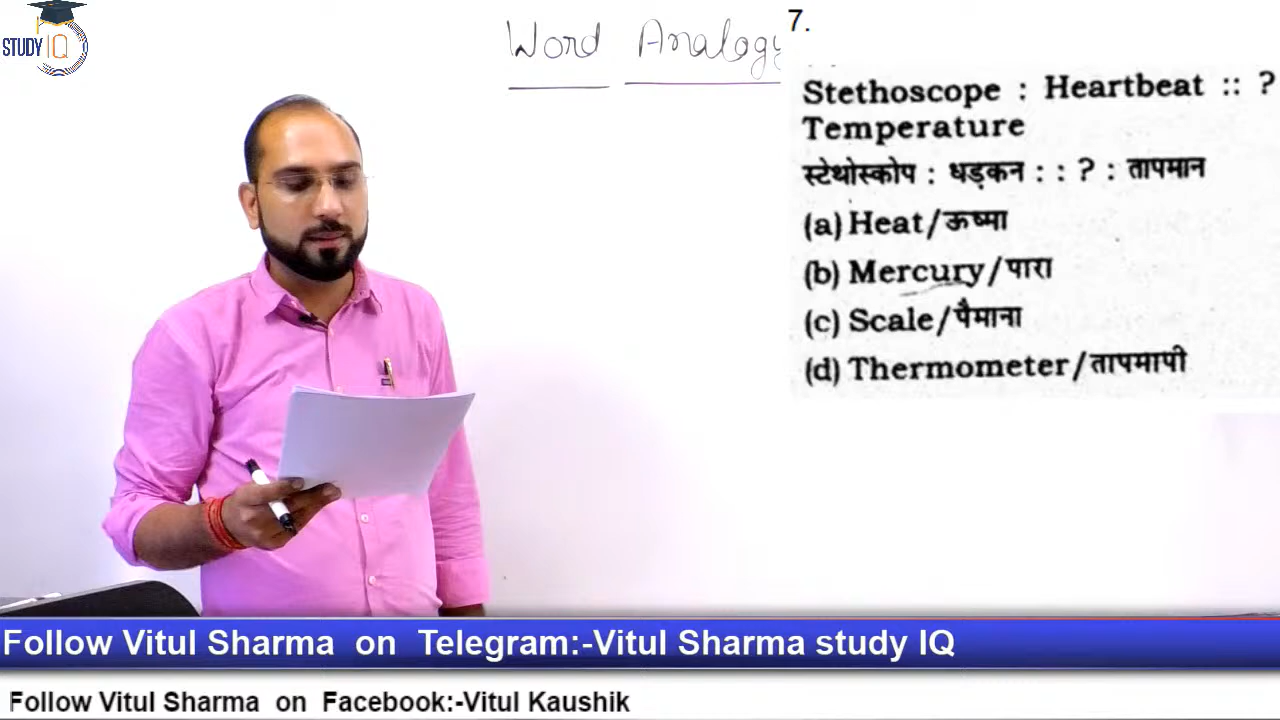 STUDY IQ
Word Analogy
7.
Stethoscope : Heartbeat :: ?
Temperature
स्टेथोस्कोप : धड़कन : : ? : तापमान
(a) Heat/ऊष्मा
(b) Mercury/पारा
(c) Scale/पैमाना
(d) Thermometer/तापमापी
Follow Vitul Sharma on Telegram:-Vitul Sharma study IQ
Follow Vitul Sharma on Facebook:-Vitul Kaushik